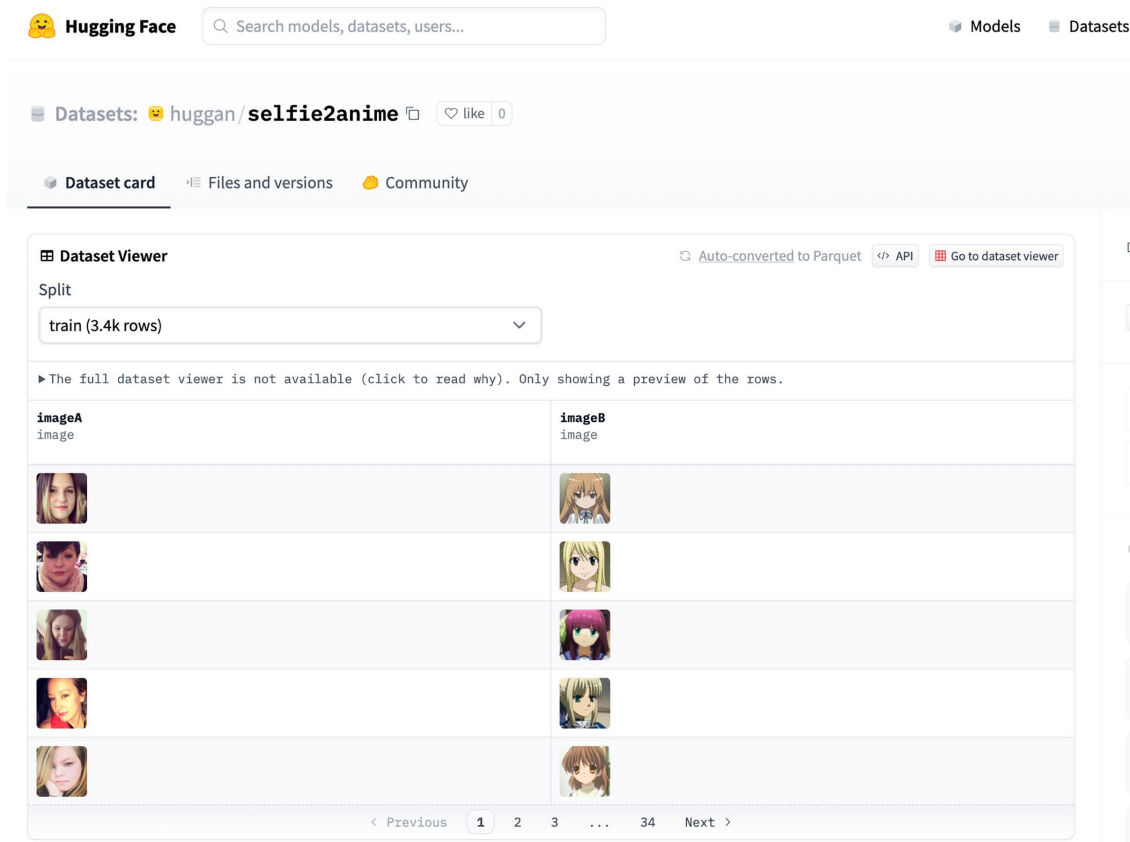 Hugging Face
Search models, datasets, users...
Models
Datasets
Datasets: huggan/selfie2anime
like 0
Dataset card
Files and versions
Community
Dataset Viewer
Auto-converted to Parquet
API
Go to dataset viewer
Split
train (3.4k rows)
The full dataset viewer is not available (click to read why). Only showing a preview of the rows.
imageA imageB
image image
< Previous 1 2 3 ... 34 Next >